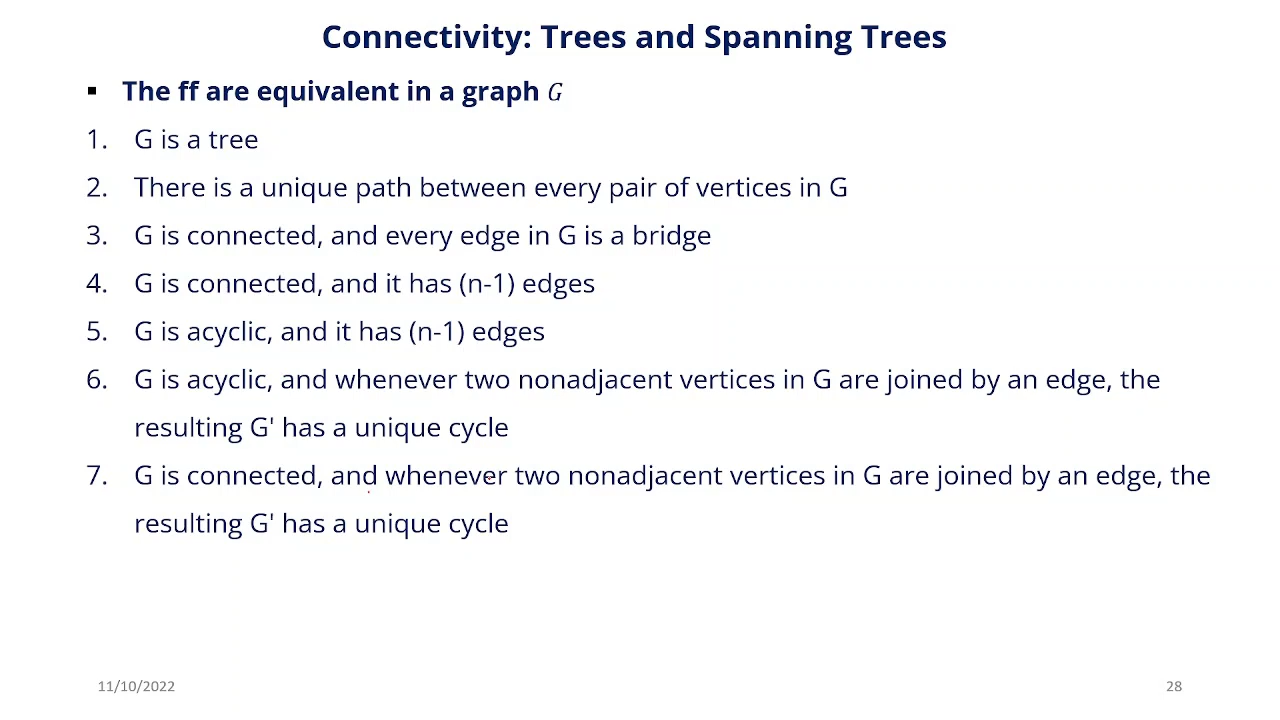 Connectivity: Trees and Spanning Trees
▪ The ff are equivalent in a graph G
1. G is a tree
2. There is a unique path between every pair of vertices in G
3. G is connected, and every edge in G is a bridge
4. G is connected, and it has (n-1) edges
5. G is acyclic, and it has (n-1) edges
6. G is acyclic, and whenever two nonadjacent vertices in G are joined by an edge, the
resulting G' has a unique cycle
7. G is connected, and whenever two nonadjacent vertices in G are joined by an edge, the
resulting G' has a unique cycle
11/10/2022
28